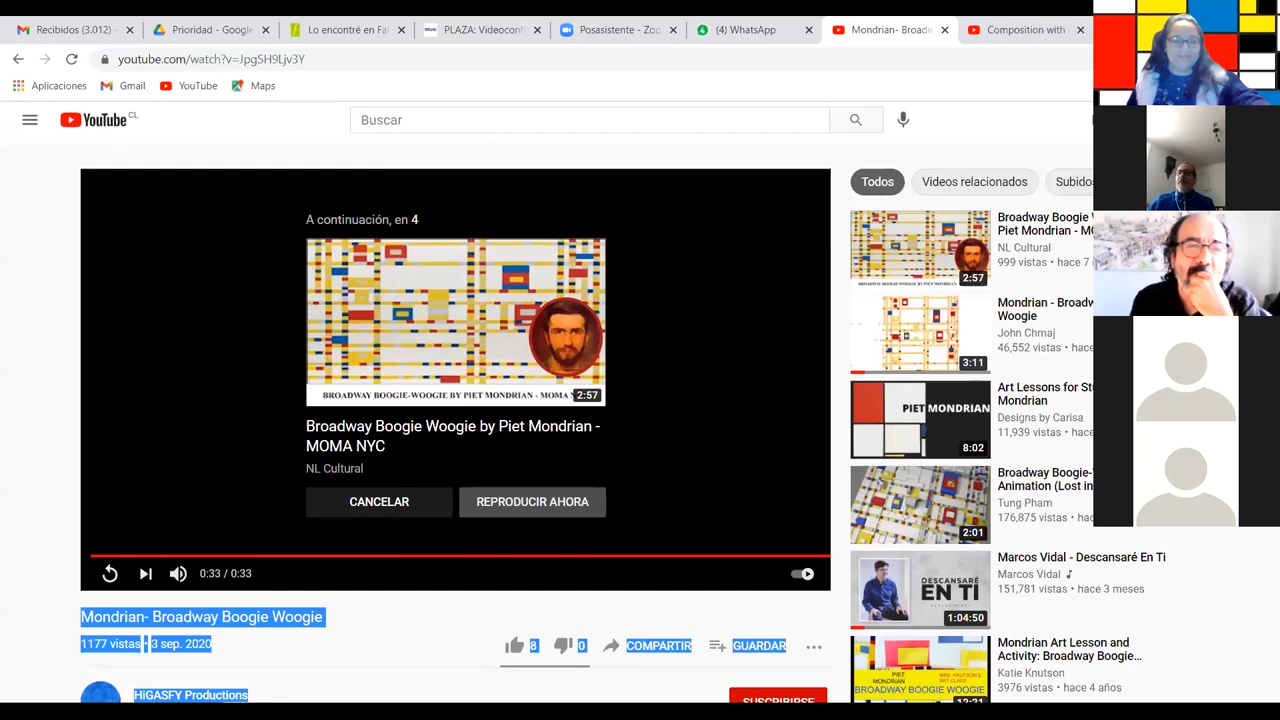 Recibidos (3.012) -
Prioridad - Google
Lo encontré en Fal
PLAZA: Videoconf
Posasistente - Zoo
(4) WhatsApp
Mondrian- Broadw
Composition with
youtube.com/watch?v=JpgSH9Ljv3Y
Aplicaciones
Gmail
YouTube
Maps
YouTube CL
Buscar
A continuación, en 4
BROADWAY BOOGIE-WOOGIE BY PIET MONDRIAN - MOMA
2:57
Broadway Boogie Woogie by Piet Mondrian -
MOMA NYC
NL Cultural
CANCELAR
REPRODUCIR AHORA
0:33 / 0:33
Mondrian- Broadway Boogie Woogie
1177 vistas • 3 sep. 2020
8
0
COMPARTIR
GUARDAR
HiGASFY Productions
SUSCRIBIRSE
Todos
Videos relacionados
Subidos
Broadway Boogie
Piet Mondrian - M
NL Cultural
999 vistas • hace 7
2:57
Mondrian - Broadw
Woogie
John Chmaj
46,552 vistas • hace
3:11
Art Lessons for Stu
Mondrian
Designs by Carisa
11,939 vistas • hace
PIET MONDRIAN
8:02
Broadway Boogie-
Animation (Lost in
Tung Pham
176,875 vistas • hac
2:01
Marcos Vidal - Descansaré En Ti
Marcos Vidal
151,781 vistas • hace 3 meses
DESCANSARÉ
EN TI
1:04:50
Mondrian Art Lesson and
Activity: Broadway Boogie...
Katie Knutson
3976 vistas • hace 4 años
PIET
MONDRIAN
ART CLASS
BROADWAY BOOGIE WOOGIE